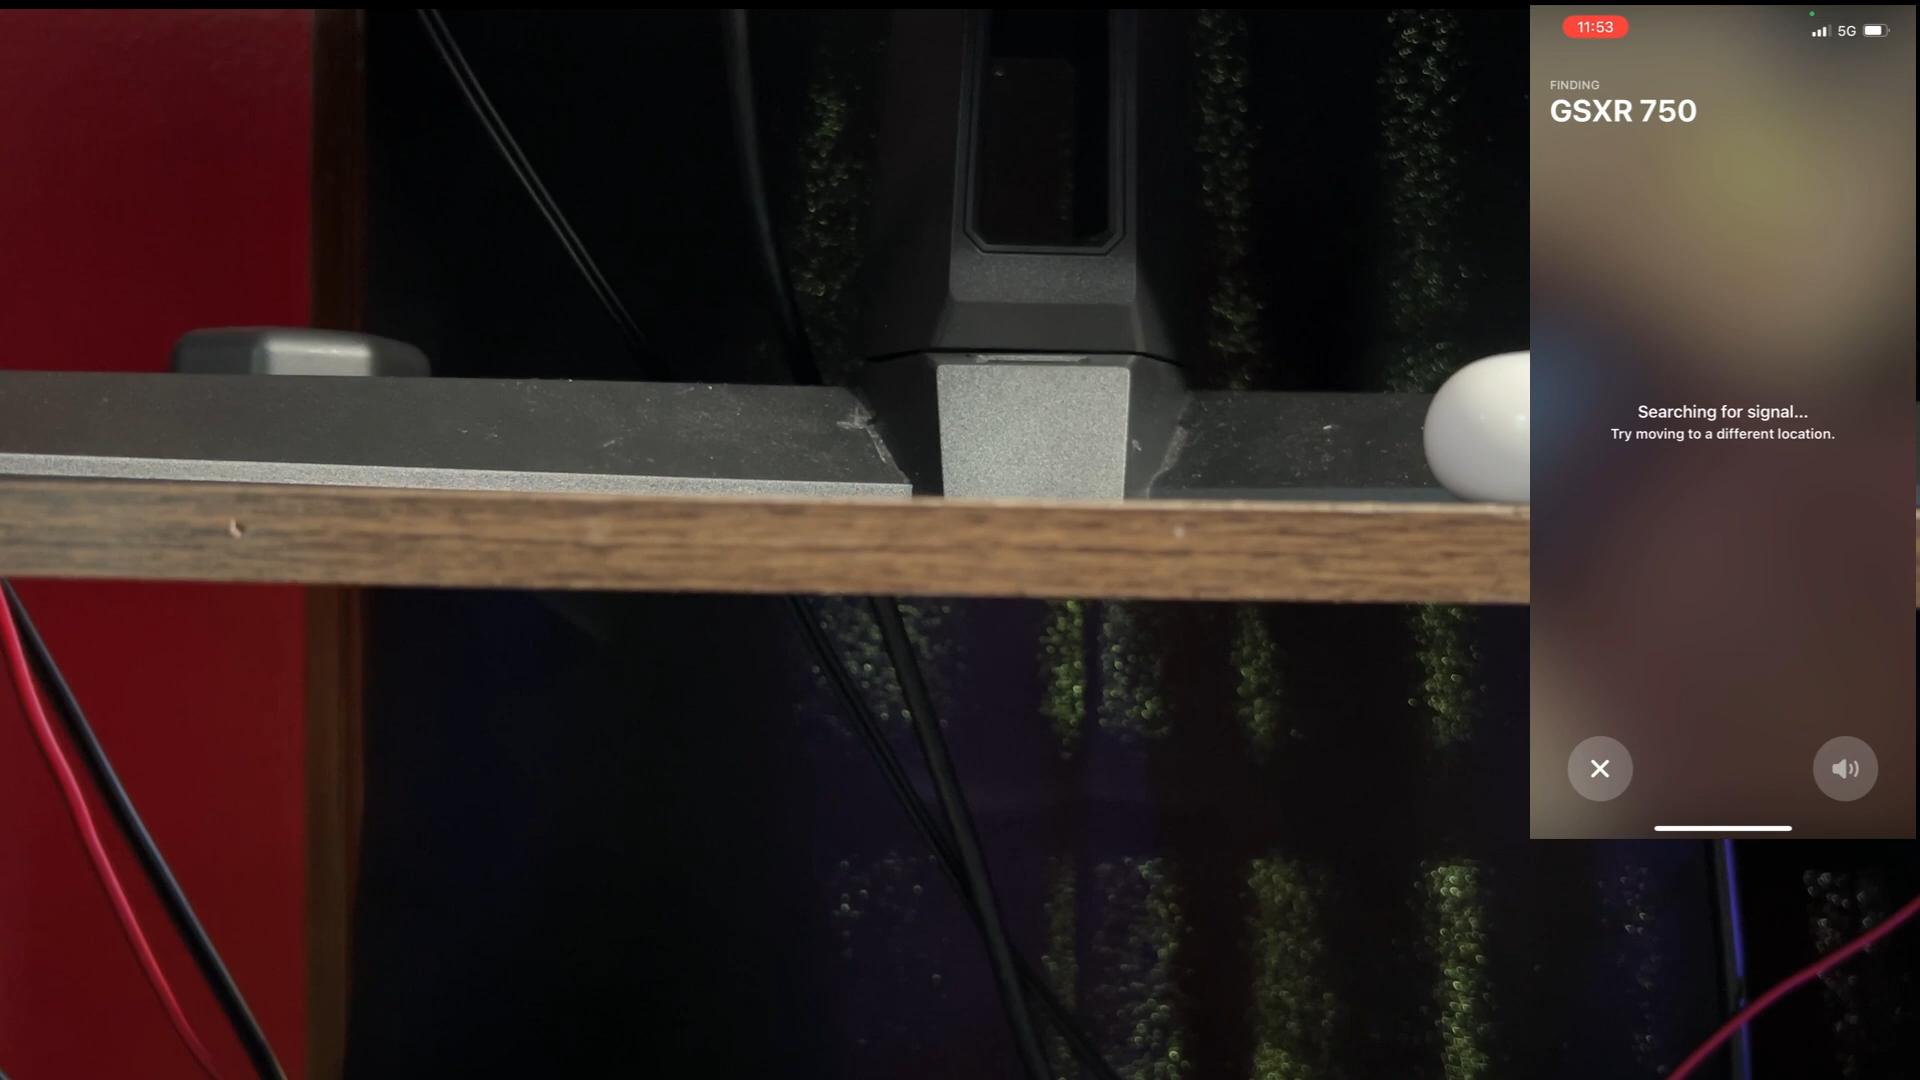 11:53
5G
FINDING
GSXR 750
Searching for signal...
Try moving to a different location.